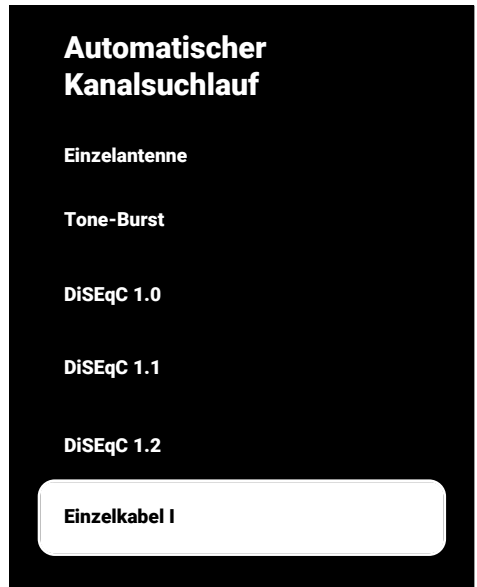 Automatischer
Kanalsuchlauf
Einzelantenne
Tone-Burst
DiSEqC 1.0
DiSEqC 1.1
DiSEqC 1.2
Einzelkabel I